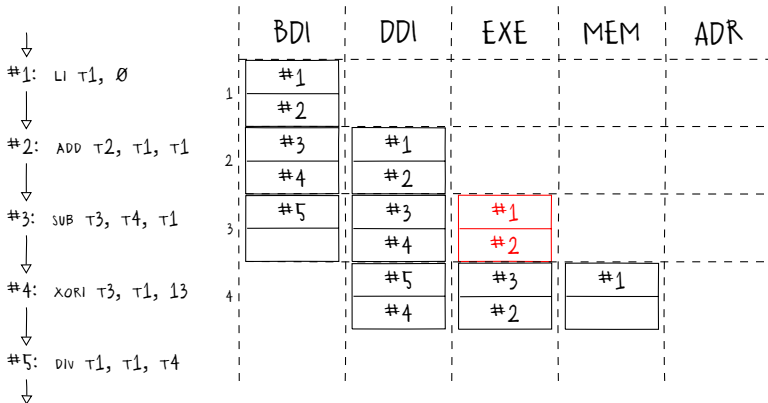 BDI DDI EXE MEM ADR
#1: LI T1, Ø
1 #1
#2
#2: ADD T2, T1, T1
2 #3 #1
#4 #2
#3: SUB T3, T4, T1
3 #5 #3 #1
#4 #2
#4: XORI T3, T1, 13
4 #5 #3 #1
#4 #2
#5: DIV T1, T1, T4